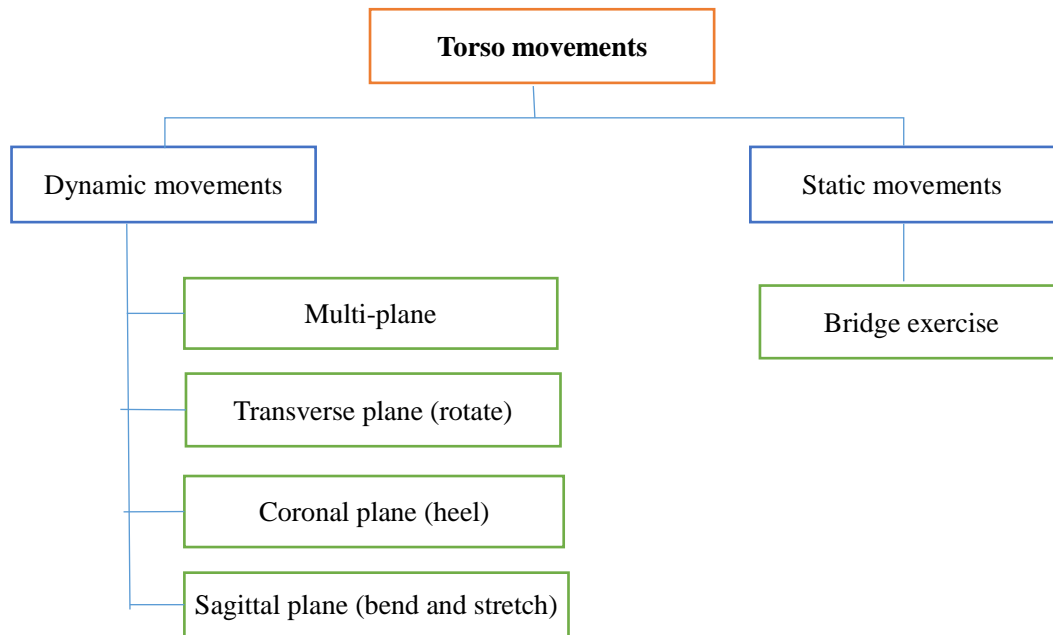 Torso movements
Dynamic movements
Static movements
Multi-plane
Bridge exercise
Transverse plane (rotate)
Coronal plane (heel)
Sagittal plane (bend and stretch)